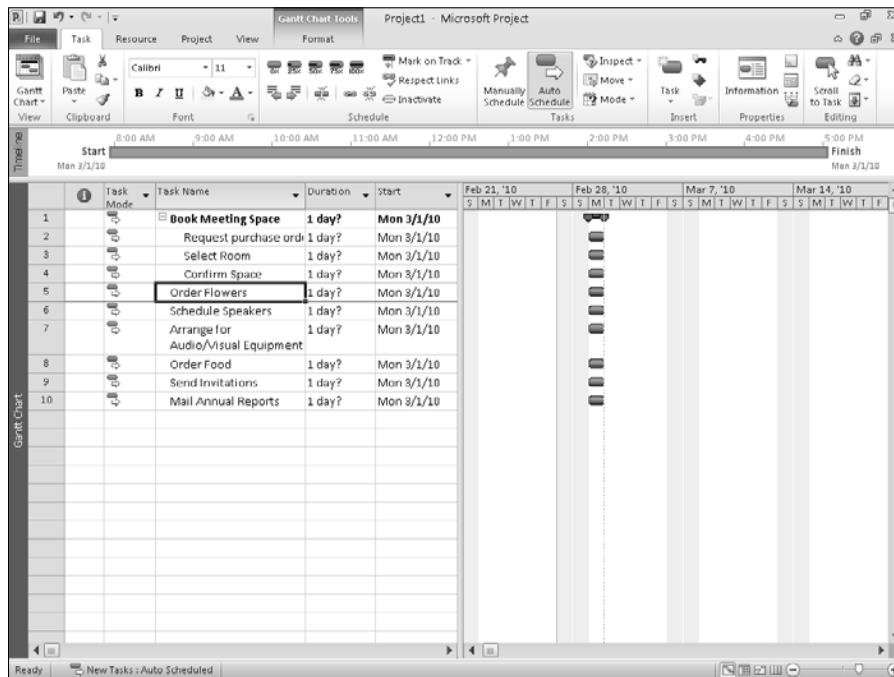 Gantt Chart Tools
Project1 - Microsoft Project
File Task Resource Project View Format
Gantt Chart
Paste
Calibri 11
B I U A
0% 25% 50% 75% 100%
Mark on Track
Respect Links
Inactivate
Manually Schedule
Auto Schedule
Inspect
Move
Mode
Task
Information
Scroll to Task
View Clipboard Font Schedule Tasks Insert Properties Editing
Timeline
8:00 AM 9:00 AM 10:00 AM 11:00 AM 12:00 PM 1:00 PM 2:00 PM 3:00 PM 4:00 PM 5:00 PM
Start Finish
Mon 3/1/10 Mon 3/1/10
Task Mode Task Name Duration Start Feb 21, '10 Feb 28, '10 Mar 7, '10 Mar 14, '10
S M T W T F S S M T W T F S S M T W T F S S M T W T F
1 Book Meeting Space 1 day? Mon 3/1/10
2 Request purchase orde 1 day? Mon 3/1/10
3 Select Room 1 day? Mon 3/1/10
4 Confirm Space 1 day? Mon 3/1/10
5 Order Flowers 1 day? Mon 3/1/10
6 Schedule Speakers 1 day? Mon 3/1/10
7 Arrange for 1 day? Mon 3/1/10
Audio/Visual Equipment
8 Order Food 1 day? Mon 3/1/10
9 Send Invitations 1 day? Mon 3/1/10
10 Mail Annual Reports 1 day? Mon 3/1/10
Gantt Chart
Ready New Tasks : Auto Scheduled